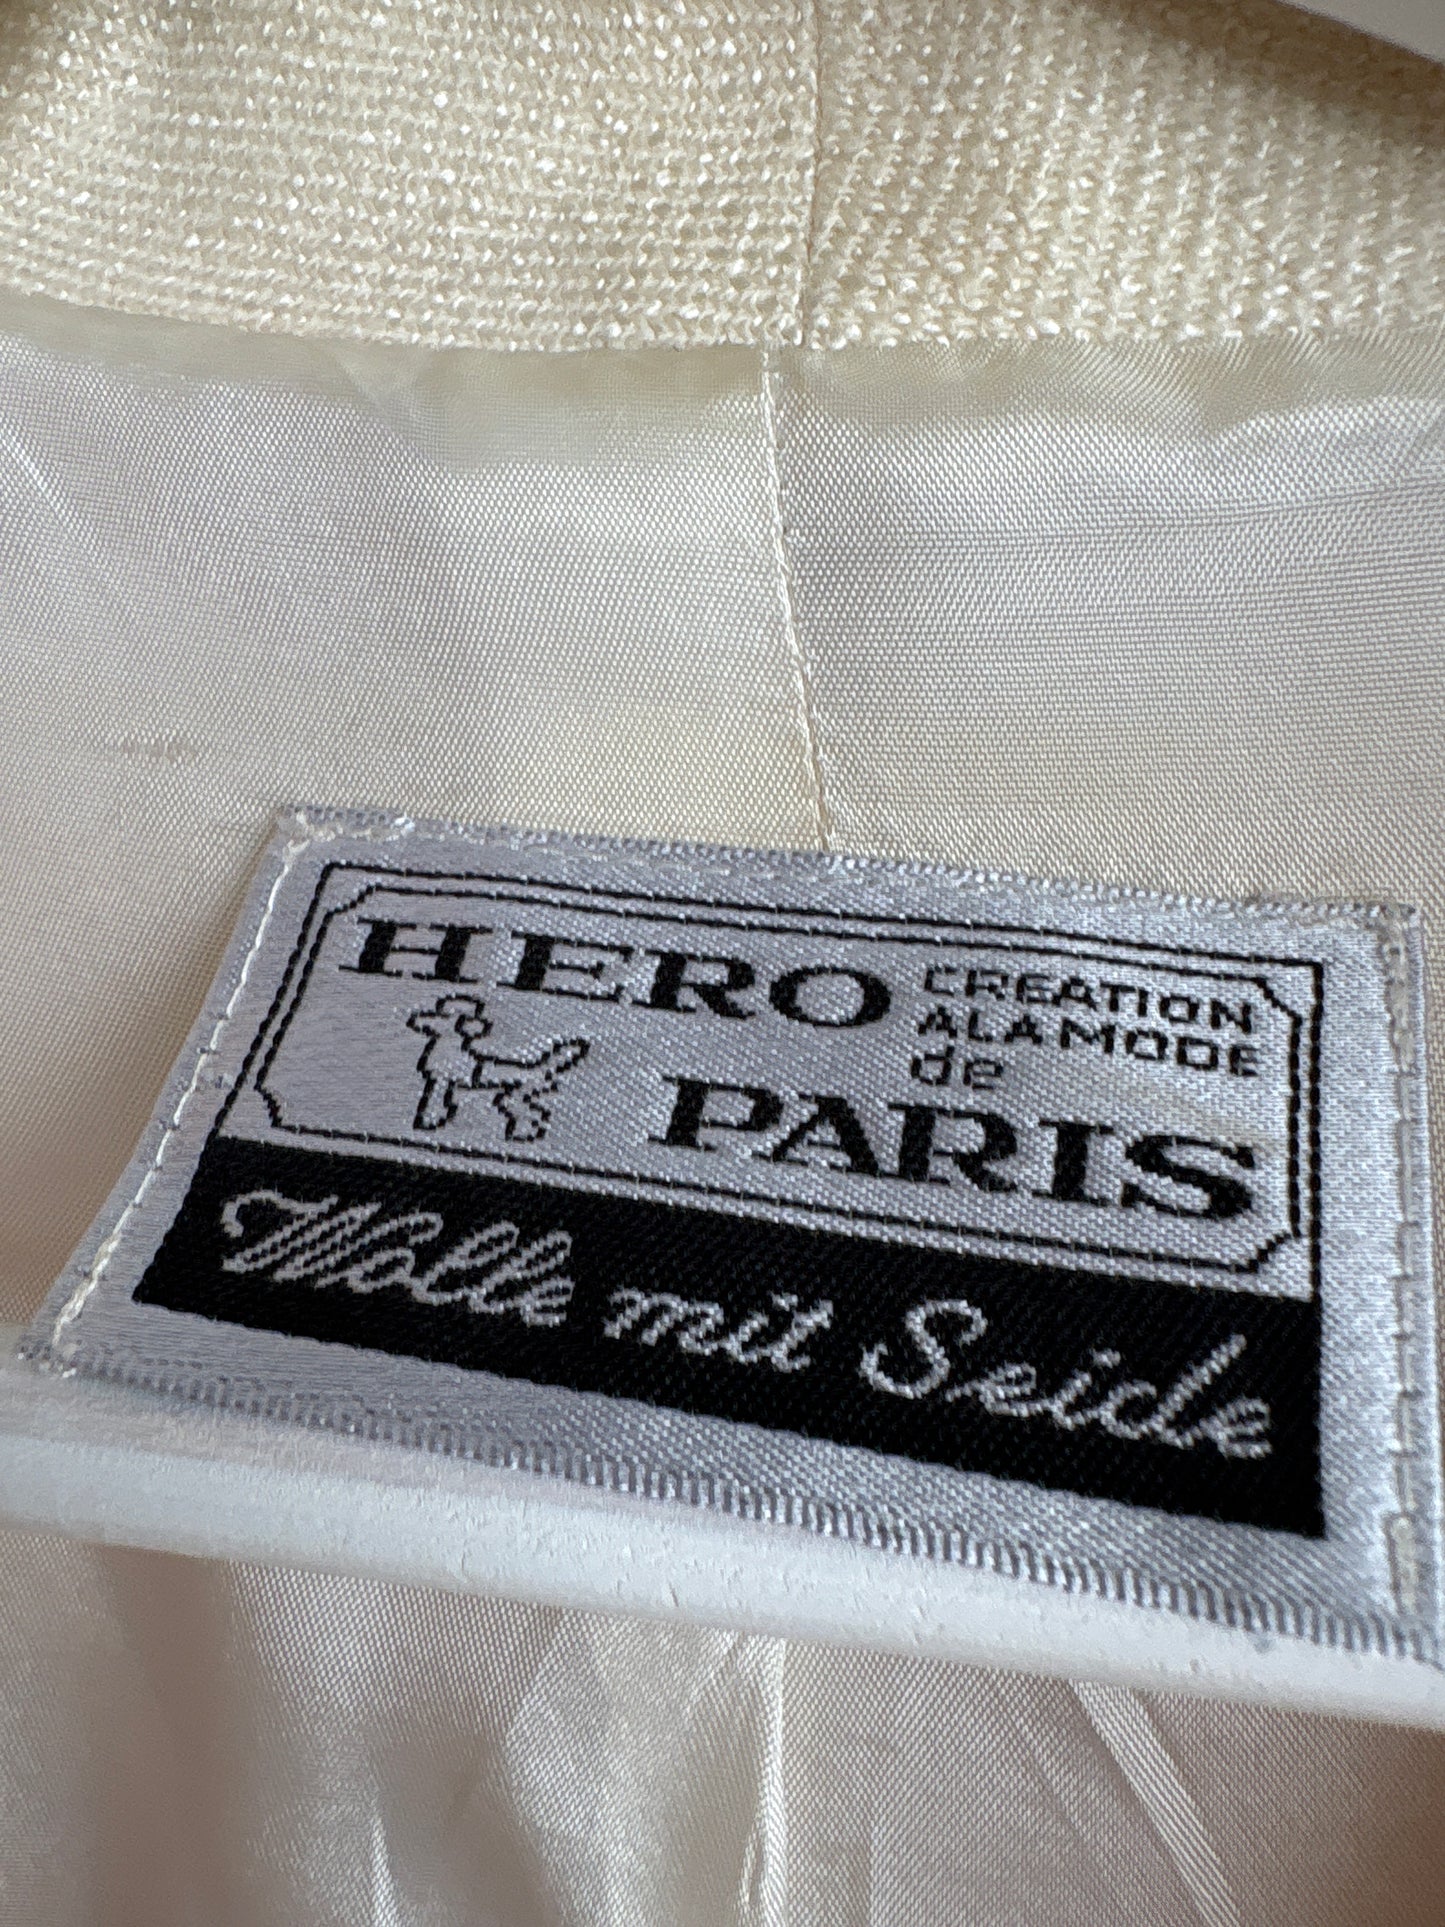 HERO CREATION
ALAMODE
de
PARIS
Wolle mit Seide